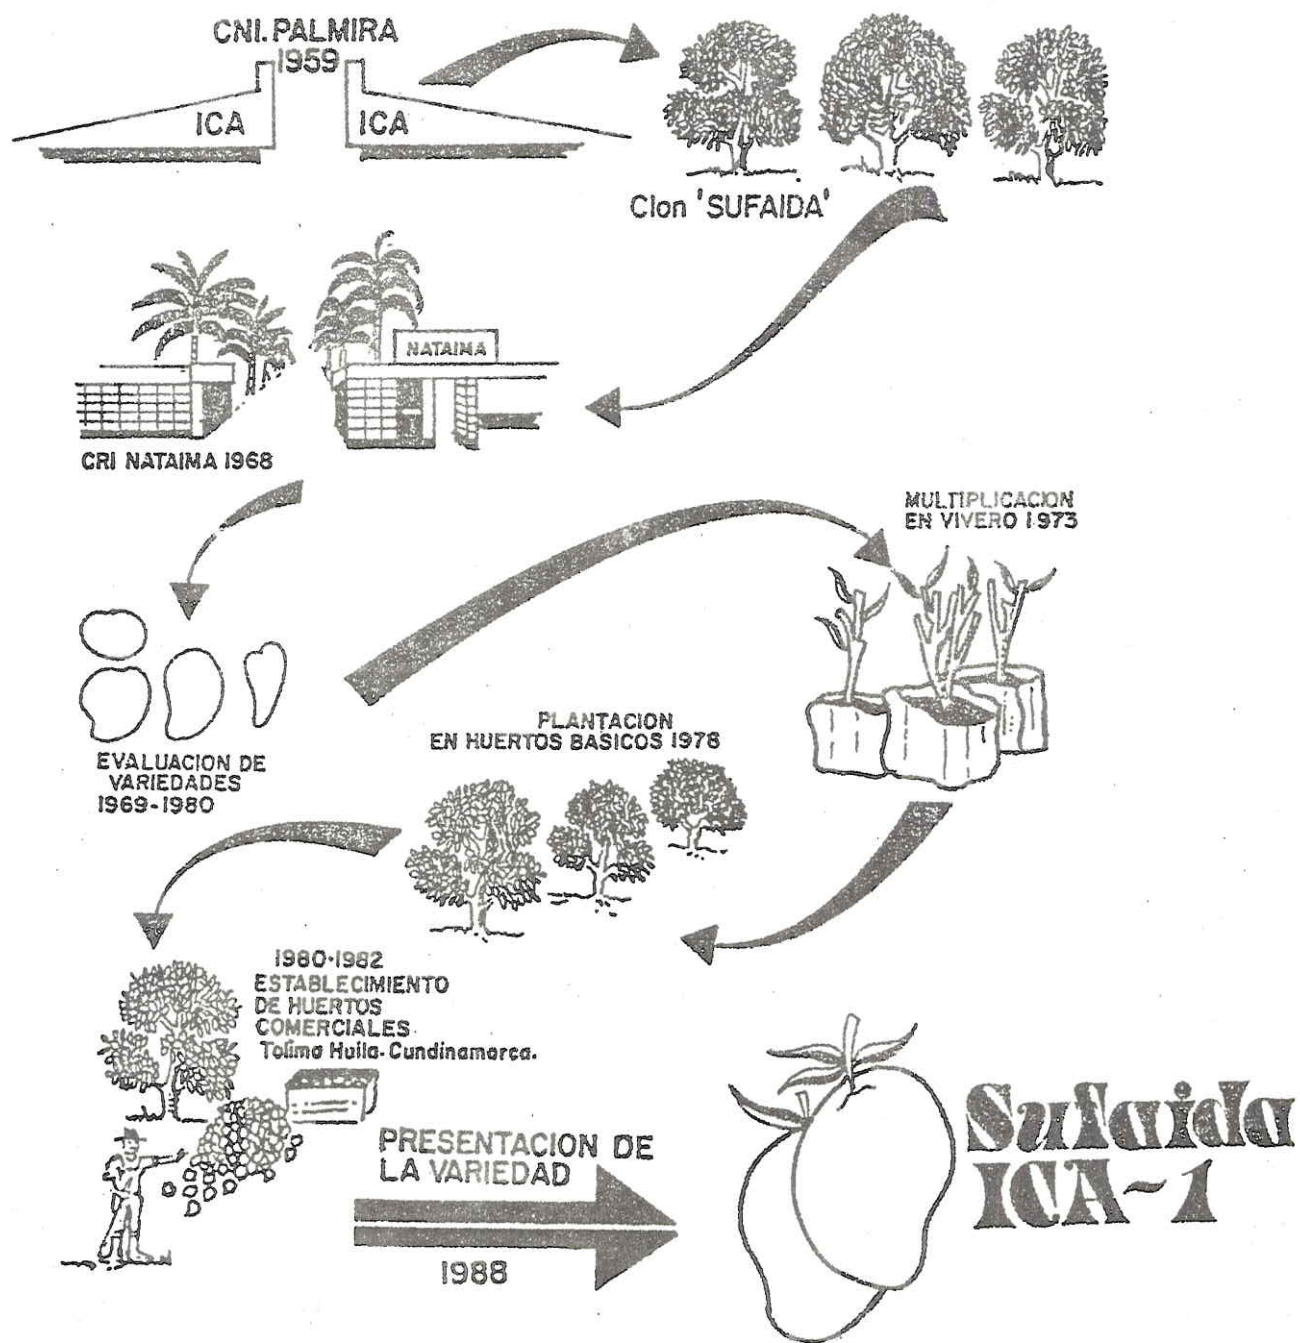 CNI. PALMIRA
1959
ICA
ICA
Clon 'SUFAIDA'
NATAIMA
CRI NATAIMA 1968
MULTIPLICACION
EN VIVERO 1973
EVALUACION DE
VARIEDADES
1969-1980
PLANTACION
EN HUERTOS BASICOS 1978
1980-1982
ESTABLECIMIENTO
DE HUERTOS
COMERCIALES
Tolima Huila-Cundinamarca.
PRESENTACION DE
LA VARIEDAD
1988
Sufaida
ICA-1